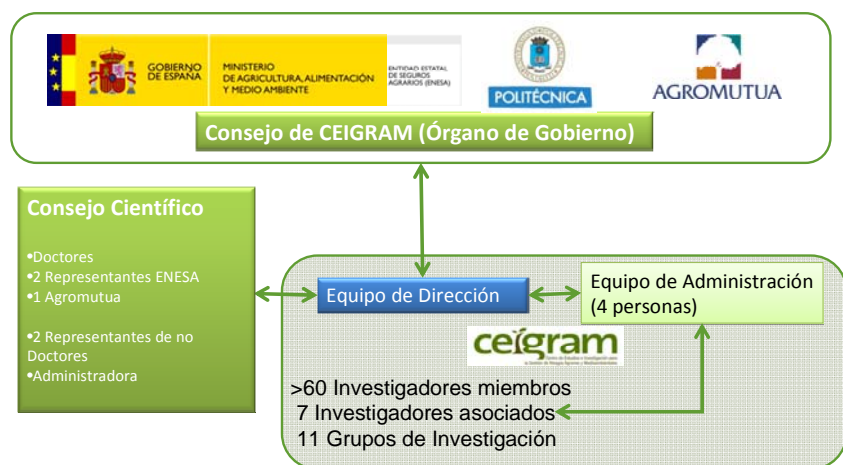 GOBIERNO
DE ESPAÑA
MINISTERIO
DE AGRICULTURA, ALIMENTACIÓN
Y MEDIO AMBIENTE
ENTIDAD ESTATAL
DE SEGUROS
AGRARIOS (ENESA)
POLITÉCNICA
AGROMUTUA
Consejo de CEIGRAM (Órgano de Gobierno)
Consejo Científico
•Doctores
•2 Representantes ENESA
•1 Agromutua
•2 Representantes de no
Doctores
•Administradora
Equipo de Dirección
Equipo de Administración
(4 personas)
ceigram
>60 Investigadores miembros
7 Investigadores asociados
11 Grupos de Investigación